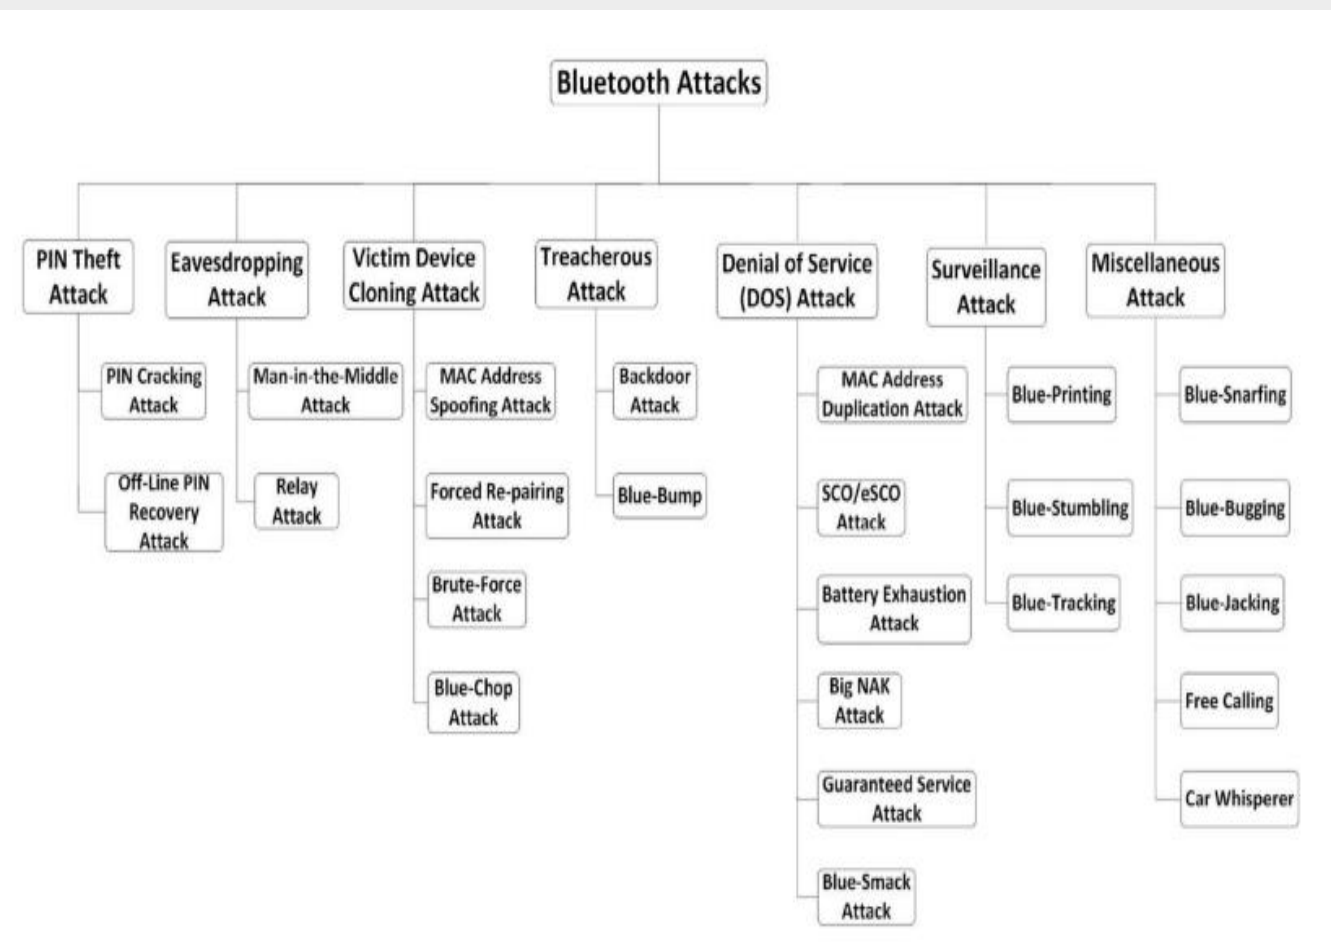 Bluetooth Attacks
PIN Theft
Attack
Eavesdropping
Attack
Victim Device
Cloning Attack
Treacherous
Attack
Denial of Service
(DOS) Attack
Surveillance
Attack
Miscellaneous
Attack
PIN Cracking
Attack
Off-Line PIN
Recovery
Attack
Man-in-the-Middle
Attack
Relay
Attack
MAC Address
Spoofing Attack
Forced Re-pairing
Attack
Brute-Force
Attack
Blue-Chop
Attack
Backdoor
Attack
Blue-Bump
MAC Address
Duplication Attack
SCO/eSCO
Attack
Battery Exhaustion
Attack
Big NAK
Attack
Guaranteed Service
Attack
Blue-Smack
Attack
Blue-Printing
Blue-Stumbling
Blue-Tracking
Blue-Snarfing
Blue-Bugging
Blue-Jacking
Free Calling
Car Whisperer